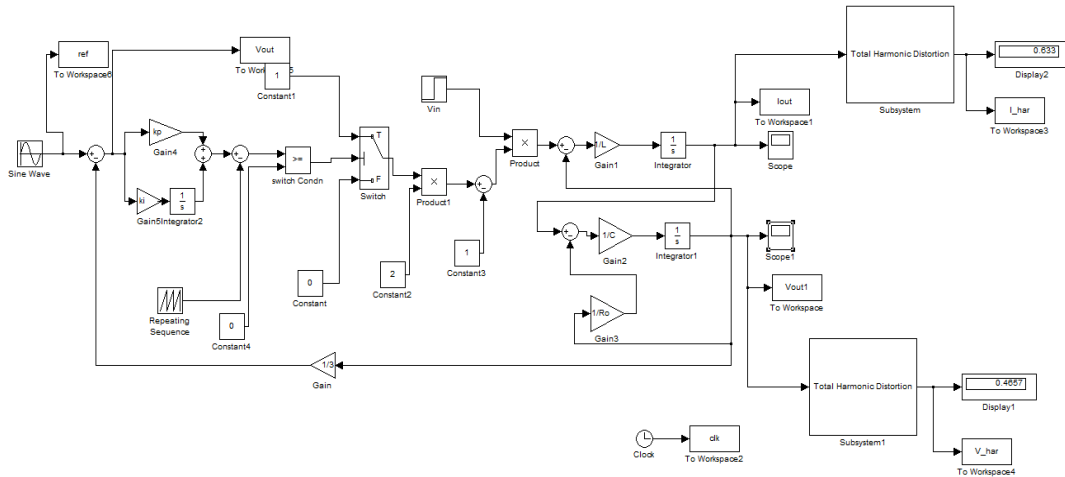 ref
To Workspace6
Vout
To Workspace5
1
Constant1
Vin
Total Harmonic Distortion
Subsystem
0.633
Display2
Iout
To Workspace1
I_har
To Workspace3
Sine Wave
+
-
kp
Gain4
+
+
+
-
>=
switch Condn
T
F
Switch
×
Product
+
-
1/L
Gain1
1
s
Integrator
Scope
ki
Gain5
1
s
Integrator2
×
Product1
+
-
1
Constant3
2
Constant2
0
Constant
+
-
1/C
Gain2
1
s
Integrator1
Scope1
Vout1
To Workspace
Repeating
Sequence
0
Constant4
1/Ro
Gain3
1/3
Gain
Total Harmonic Distortion
Subsystem1
0.4657
Display1
V_har
To Workspace4
Clock
clk
To Workspace2